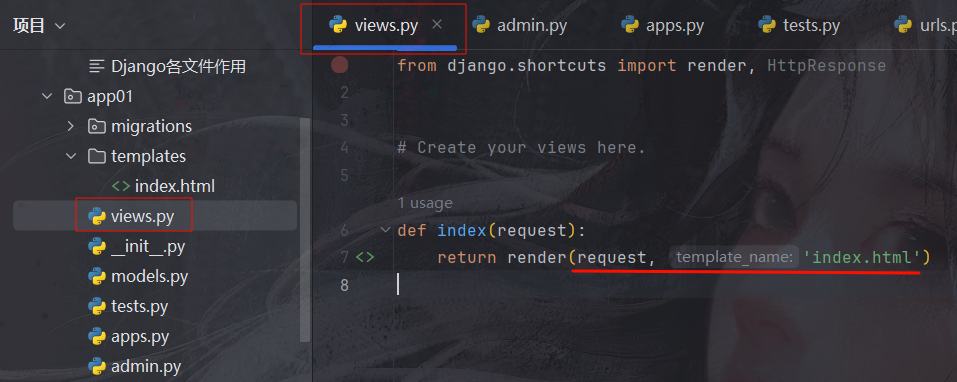 项目
views.py ×
admin.py
apps.py
tests.py
urls.p
Django各文件作用
app01
migrations
templates
<> index.html
views.py
__init__.py
models.py
tests.py
apps.py
admin.py
from django.shortcuts import render, HttpResponse
2
3
4 # Create your views here.
5
1 usage
6 def index(request):
7 <> return render(request, template_name: 'index.html')
8